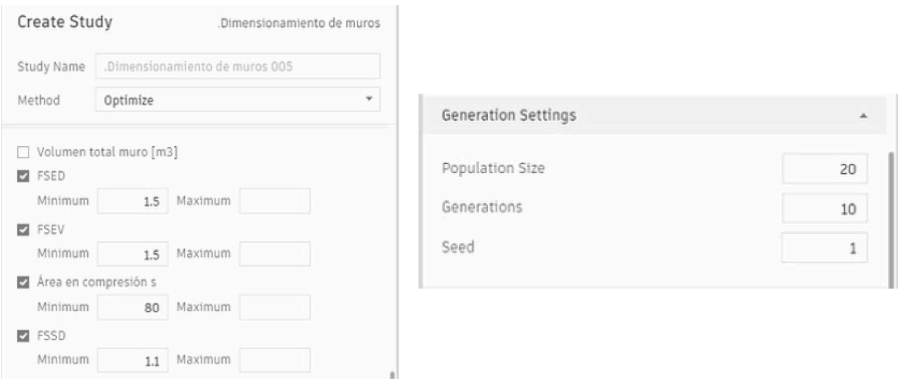 Create Study
.Dimensionamiento de muros
Study Name .Dimensionamiento de muros 005
Method Optimize
Volumen total muro [m3]
FSED
Minimum 1.5 Maximum
FSEV
Minimum 1.5 Maximum
Área en compresión s
Minimum 80 Maximum
FSSD
Minimum 1.1 Maximum
Generation Settings
Population Size 20
Generations 10
Seed 1